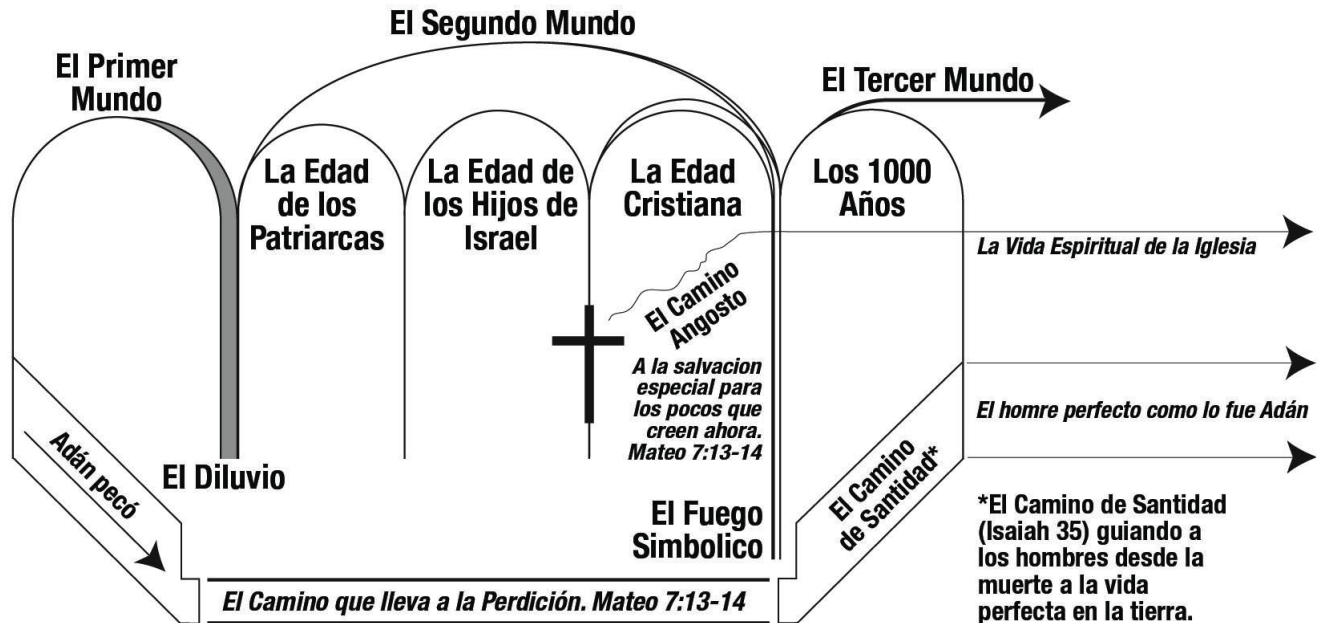 El Segundo Mundo
El Primer
Mundo
El Tercer Mundo
La Edad
de los
Patriarcas
La Edad de
los Hijos de
Israel
La Edad
Cristiana
Los 1000
Años
La Vida Espiritual de la Iglesia
El Camino
Angosto
A la salvacion
especial para
los pocos que
creen ahora.
Mateo 7:13-14
El homre perfecto como lo fue Adán
Adán pecó
El Diluvio
El Camino
de Santidad*
El Fuego
Simbolico
*El Camino de Santidad
(Isaiah 35) guiando a
los hombres desde la
muerte a la vida
perfecta en la tierra.
El Camino que lleva a la Perdición. Mateo 7:13-14